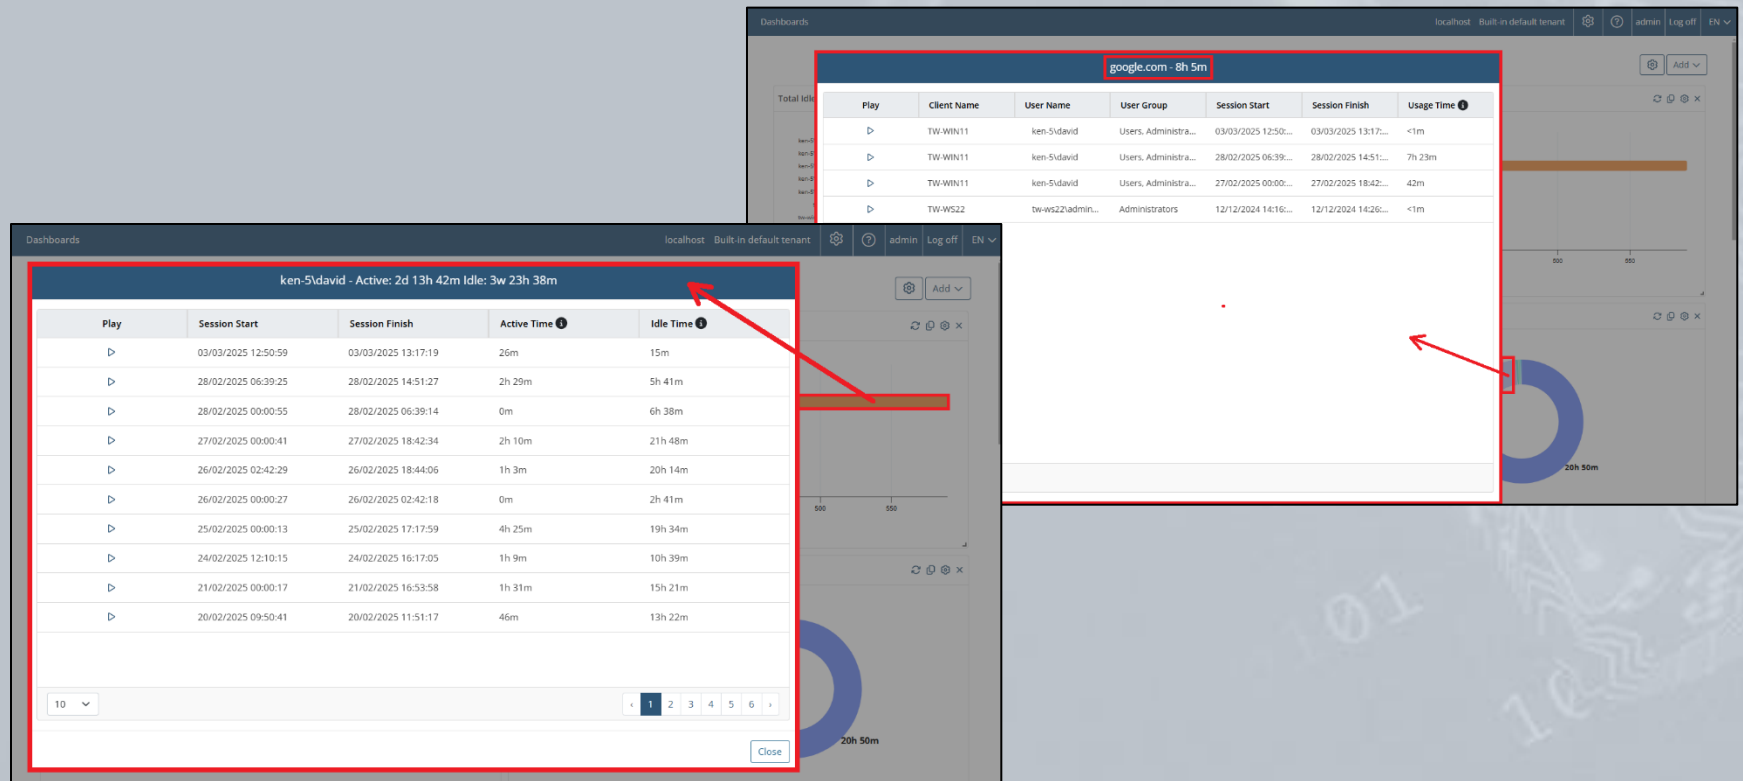 Dashboards
localhost Built-in default tenant admin Log off EN
google.com - 8h 5m
Add
Total Idle
Play Client Name User Name User Group Session Start Session Finish Usage Time
TW-WIN11 ken-5\david Users, Administra... 03/03/2025 12:50:... 03/03/2025 13:17:... <1m
TW-WIN11 ken-5\david Users, Administra... 28/02/2025 06:39:... 28/02/2025 14:51:... 7h 23m
TW-WIN11 ken-5\david Users, Administra... 27/02/2025 00:00:... 27/02/2025 18:42:... 42m
TW-WS22 tw-ws22\admin... Administrators 12/12/2024 14:16:... 12/12/2024 14:26:... <1m
500 550
20h 50m
Dashboards
localhost Built-in default tenant admin Log off EN
ken-5\david - Active: 2d 13h 42m Idle: 3w 23h 38m
Add
Play Session Start Session Finish Active Time Idle Time
03/03/2025 12:50:59 03/03/2025 13:17:19 26m 15m
28/02/2025 06:39:25 28/02/2025 14:51:27 2h 29m 5h 41m
28/02/2025 00:00:55 28/02/2025 06:39:14 0m 6h 38m
27/02/2025 00:00:41 27/02/2025 18:42:34 2h 10m 21h 48m
26/02/2025 02:42:29 26/02/2025 18:44:06 1h 3m 20h 14m
26/02/2025 00:00:27 26/02/2025 02:42:18 0m 2h 41m
25/02/2025 00:00:13 25/02/2025 17:17:59 4h 25m 19h 34m
24/02/2025 12:10:15 24/02/2025 16:17:05 1h 9m 10h 39m
21/02/2025 00:00:17 21/02/2025 16:53:58 1h 31m 15h 21m
20/02/2025 09:50:41 20/02/2025 11:51:17 46m 13h 22m
500 550
10 1 2 3 4 5 6
20h 50m
Close